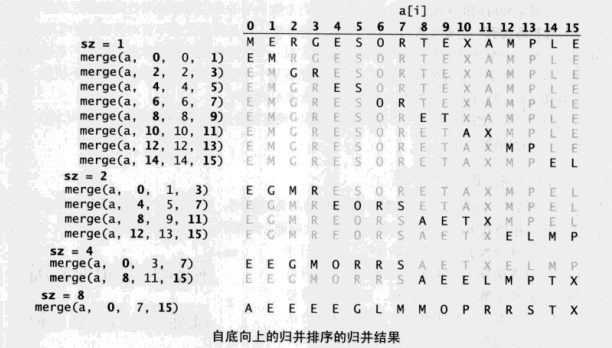 a[i]
0 1 2 3 4 5 6 7 8 9 10 11 12 13 14 15
sz = 1 M E R G E S O R T E X A M P L E
merge(a, 0, 0, 1) E M R G E S O R T E X A M P L E
merge(a, 2, 2, 3) E M G R E S O R T E X A M P L E
merge(a, 4, 4, 5) E M G R E S O R T E X A M P L E
merge(a, 6, 6, 7) E M G R E S O R T E X A M P L E
merge(a, 8, 8, 9) E M G R E S O R E T X A M P L E
merge(a, 10, 10, 11) E M G R E S O R E T A X M P L E
merge(a, 12, 12, 13) E M G R E S O R E T A X M P L E
merge(a, 14, 14, 15) E M G R E S O R E T A X M P E L
sz = 2
merge(a, 0, 1, 3) E G M R E S O R E T A X M P E L
merge(a, 4, 5, 7) E G M R E O R S E T A X M P E L
merge(a, 8, 9, 11) E G M R E O R S A E T X M P E L
merge(a, 12, 13, 15) E G M R E O R S A E T X E L M P
sz = 4
merge(a, 0, 3, 7) E E G M O R R S A E T X E L M P
merge(a, 8, 11, 15) E E G M O R R S A E E L M P T X
sz = 8
merge(a, 0, 7, 15) A E E E E G L M M O P R R S T X
自底向上的归并排序的归并结果